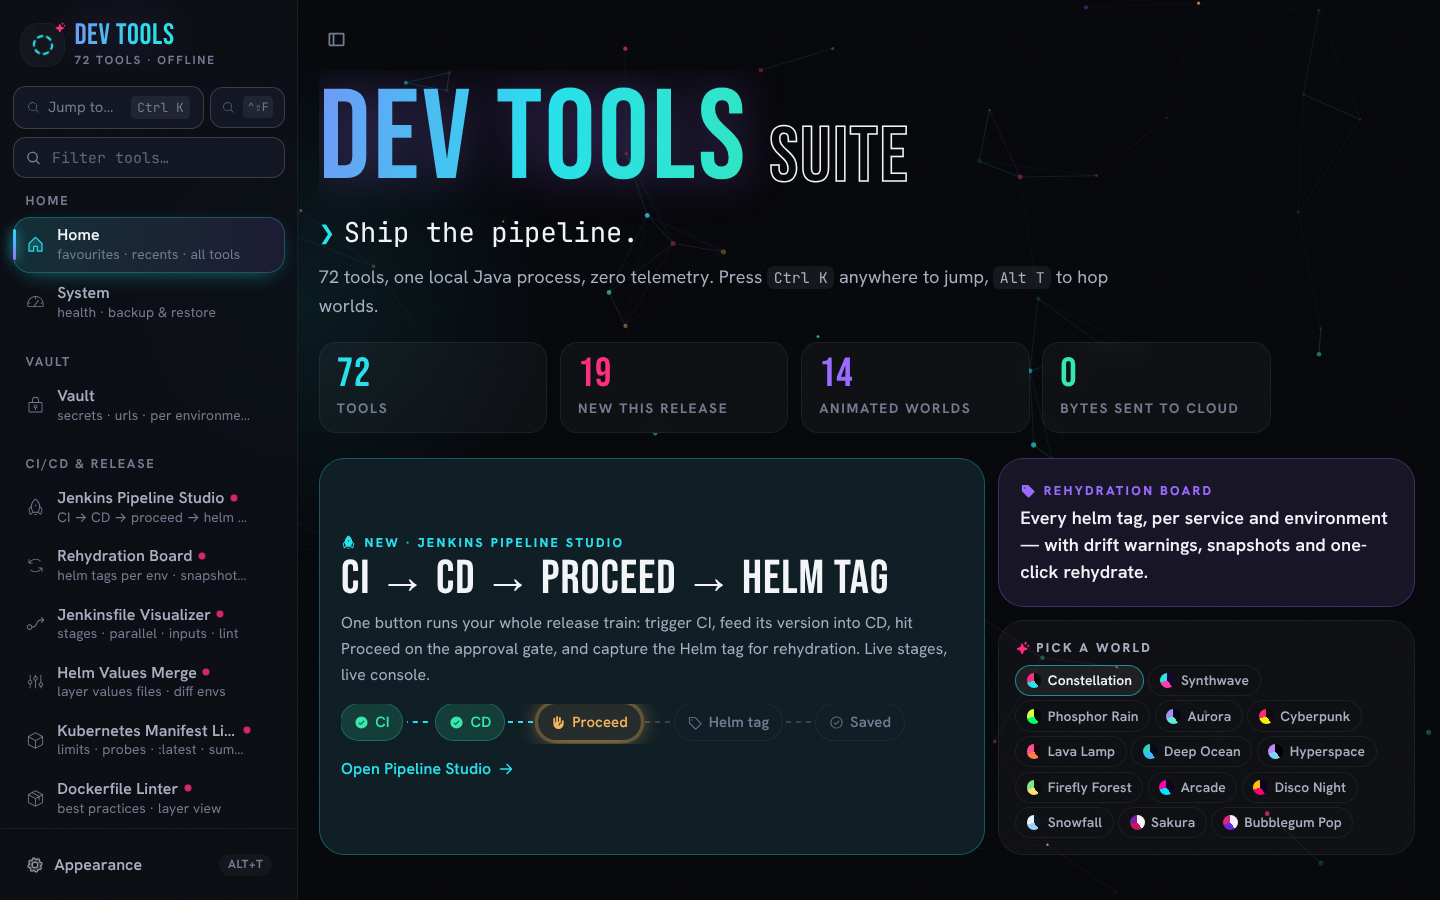 DEV TOOLS
72 TOOLS · OFFLINE
Jump to... Ctrl K ⌃⇧F
Filter tools…
HOME
Home
favourites · recents · all tools
System
health · backup & restore
VAULT
Vault
secrets · urls · per environme...
CI/CD & RELEASE
Jenkins Pipeline Studio
CI → CD → proceed → helm ...
Rehydration Board
helm tags per env · snapshot...
Jenkinsfile Visualizer
stages · parallel · inputs · lint
Helm Values Merge
layer values files · diff envs
Kubernetes Manifest Li...
limits · probes · :latest · sum...
Dockerfile Linter
best practices · layer view
Appearance ALT+T
DEV TOOLS SUITE
❯ Ship the pipeline.
72 tools, one local Java process, zero telemetry. Press Ctrl K anywhere to jump, Alt T to hop
worlds.
72
TOOLS
19
NEW THIS RELEASE
14
ANIMATED WORLDS
0
BYTES SENT TO CLOUD
NEW · JENKINS PIPELINE STUDIO
CI → CD → PROCEED → HELM TAG
One button runs your whole release train: trigger CI, feed its version into CD, hit
Proceed on the approval gate, and capture the Helm tag for rehydration. Live stages,
live console.
CI CD Proceed Helm tag Saved
Open Pipeline Studio →
REHYDRATION BOARD
Every helm tag, per service and environment
— with drift warnings, snapshots and one-
click rehydrate.
PICK A WORLD
Constellation Synthwave
Phosphor Rain Aurora Cyberpunk
Lava Lamp Deep Ocean Hyperspace
Firefly Forest Arcade Disco Night
Snowfall Sakura Bubblegum Pop